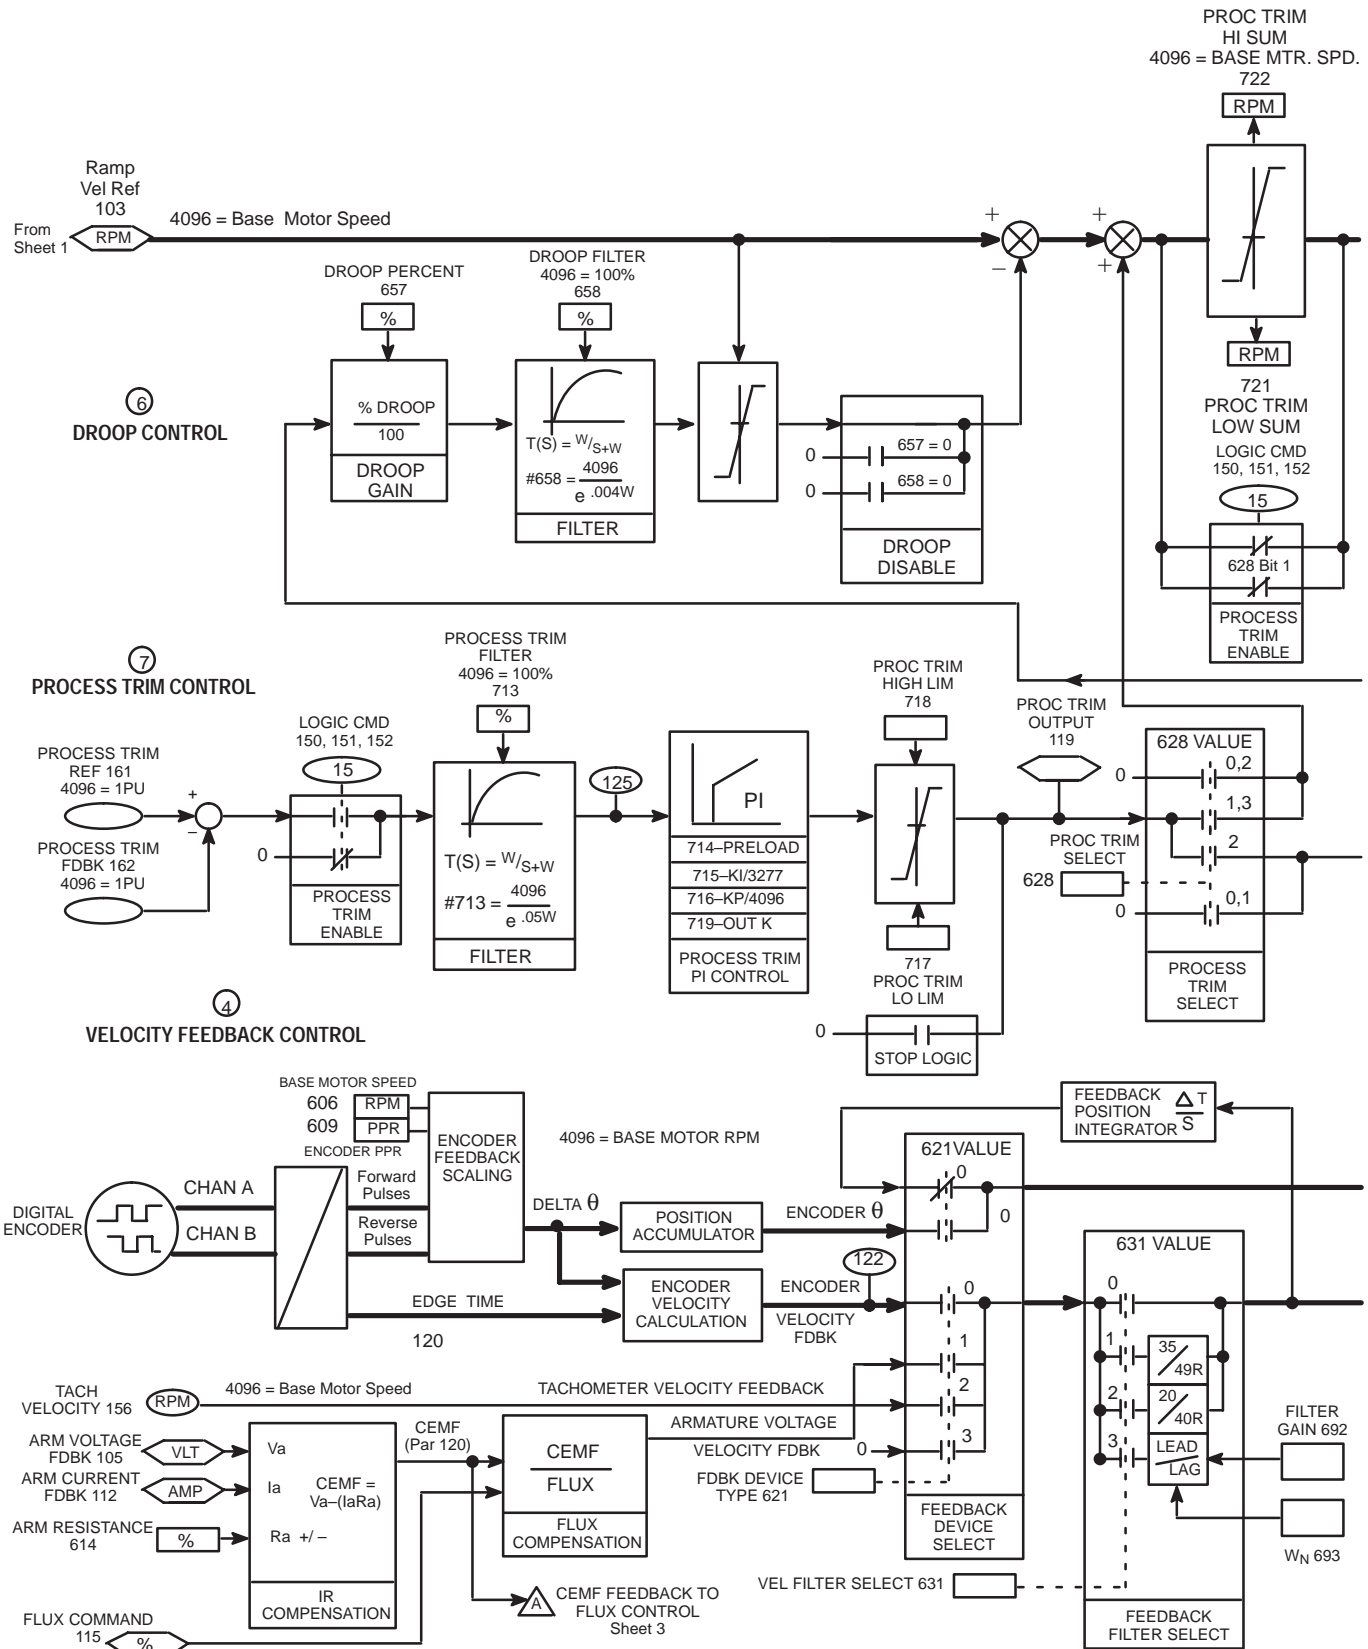 PROC TRIM
HI SUM
4096 = BASE MTR. SPD.
722
RPM
Ramp
Vel Ref
103
From
Sheet 1
RPM
4096 = Base Motor Speed
+
−
+
+
DROOP PERCENT
657
%
DROOP FILTER
4096 = 100%
658
%
RPM
721
PROC TRIM
LOW SUM
LOGIC CMD
150, 151, 152
15
628 Bit 1
PROCESS
TRIM
ENABLE
6
DROOP CONTROL
% DROOP
100
DROOP
GAIN
T(S) = W/S+W
#658 = 4096
e .004W
FILTER
0
657 = 0
0
658 = 0
DROOP
DISABLE
7
PROCESS TRIM CONTROL
PROCESS TRIM
FILTER
4096 = 100%
713
%
PROC TRIM
HIGH LIM
718
PROC TRIM
OUTPUT
119
LOGIC CMD
150, 151, 152
15
PROCESS TRIM
REF 161
4096 = 1PU
+
−
PROCESS TRIM
FDBK 162
4096 = 1PU
0
PROCESS
TRIM
ENABLE
T(S) = W/S+W
#713 = 4096
e .05W
FILTER
125
PI
714–PRELOAD
715–KI/3277
716–KP/4096
719–OUT K
PROCESS TRIM
PI CONTROL
717
PROC TRIM
LO LIM
0
STOP LOGIC
628 VALUE
0
0,2
1,3
2
PROC TRIM
SELECT
628
0
0,1
PROCESS
TRIM
SELECT
4
VELOCITY FEEDBACK CONTROL
BASE MOTOR SPEED
606
RPM
609
PPR
ENCODER PPR
ENCODER
FEEDBACK
SCALING
4096 = BASE MOTOR RPM
FEEDBACK
POSITION
INTEGRATOR
Δ T
S
DIGITAL
ENCODER
CHAN A
CHAN B
Forward
Pulses
Reverse
Pulses
DELTA θ
POSITION
ACCUMULATOR
ENCODER θ
621VALUE
0
0
122
EDGE TIME
120
ENCODER
VELOCITY
CALCULATION
ENCODER
VELOCITY
FDBK
0
1
2
3
631 VALUE
0
1
35
49R
2
20
40R
3
LEAD
LAG
FILTER
GAIN 692
WN 693
TACH
VELOCITY 156
RPM
4096 = Base Motor Speed
TACHOMETER VELOCITY FEEDBACK
ARM VOLTAGE
FDBK 105
VLT
Va
ARM CURRENT
FDBK 112
AMP
Ia
CEMF =
Va–(IaRa)
ARM RESISTANCE
614
%
Ra +/ –
IR
COMPENSATION
CEMF
(Par 120)
CEMF
FLUX
FLUX
COMPENSATION
ARMATURE VOLTAGE
VELOCITY FDBK
0
FDBK DEVICE
TYPE 621
FEEDBACK
DEVICE
SELECT
VEL FILTER SELECT 631
FEEDBACK
FILTER SELECT
A
CEMF FEEDBACK TO
FLUX CONTROL
Sheet 3
FLUX COMMAND
115
%